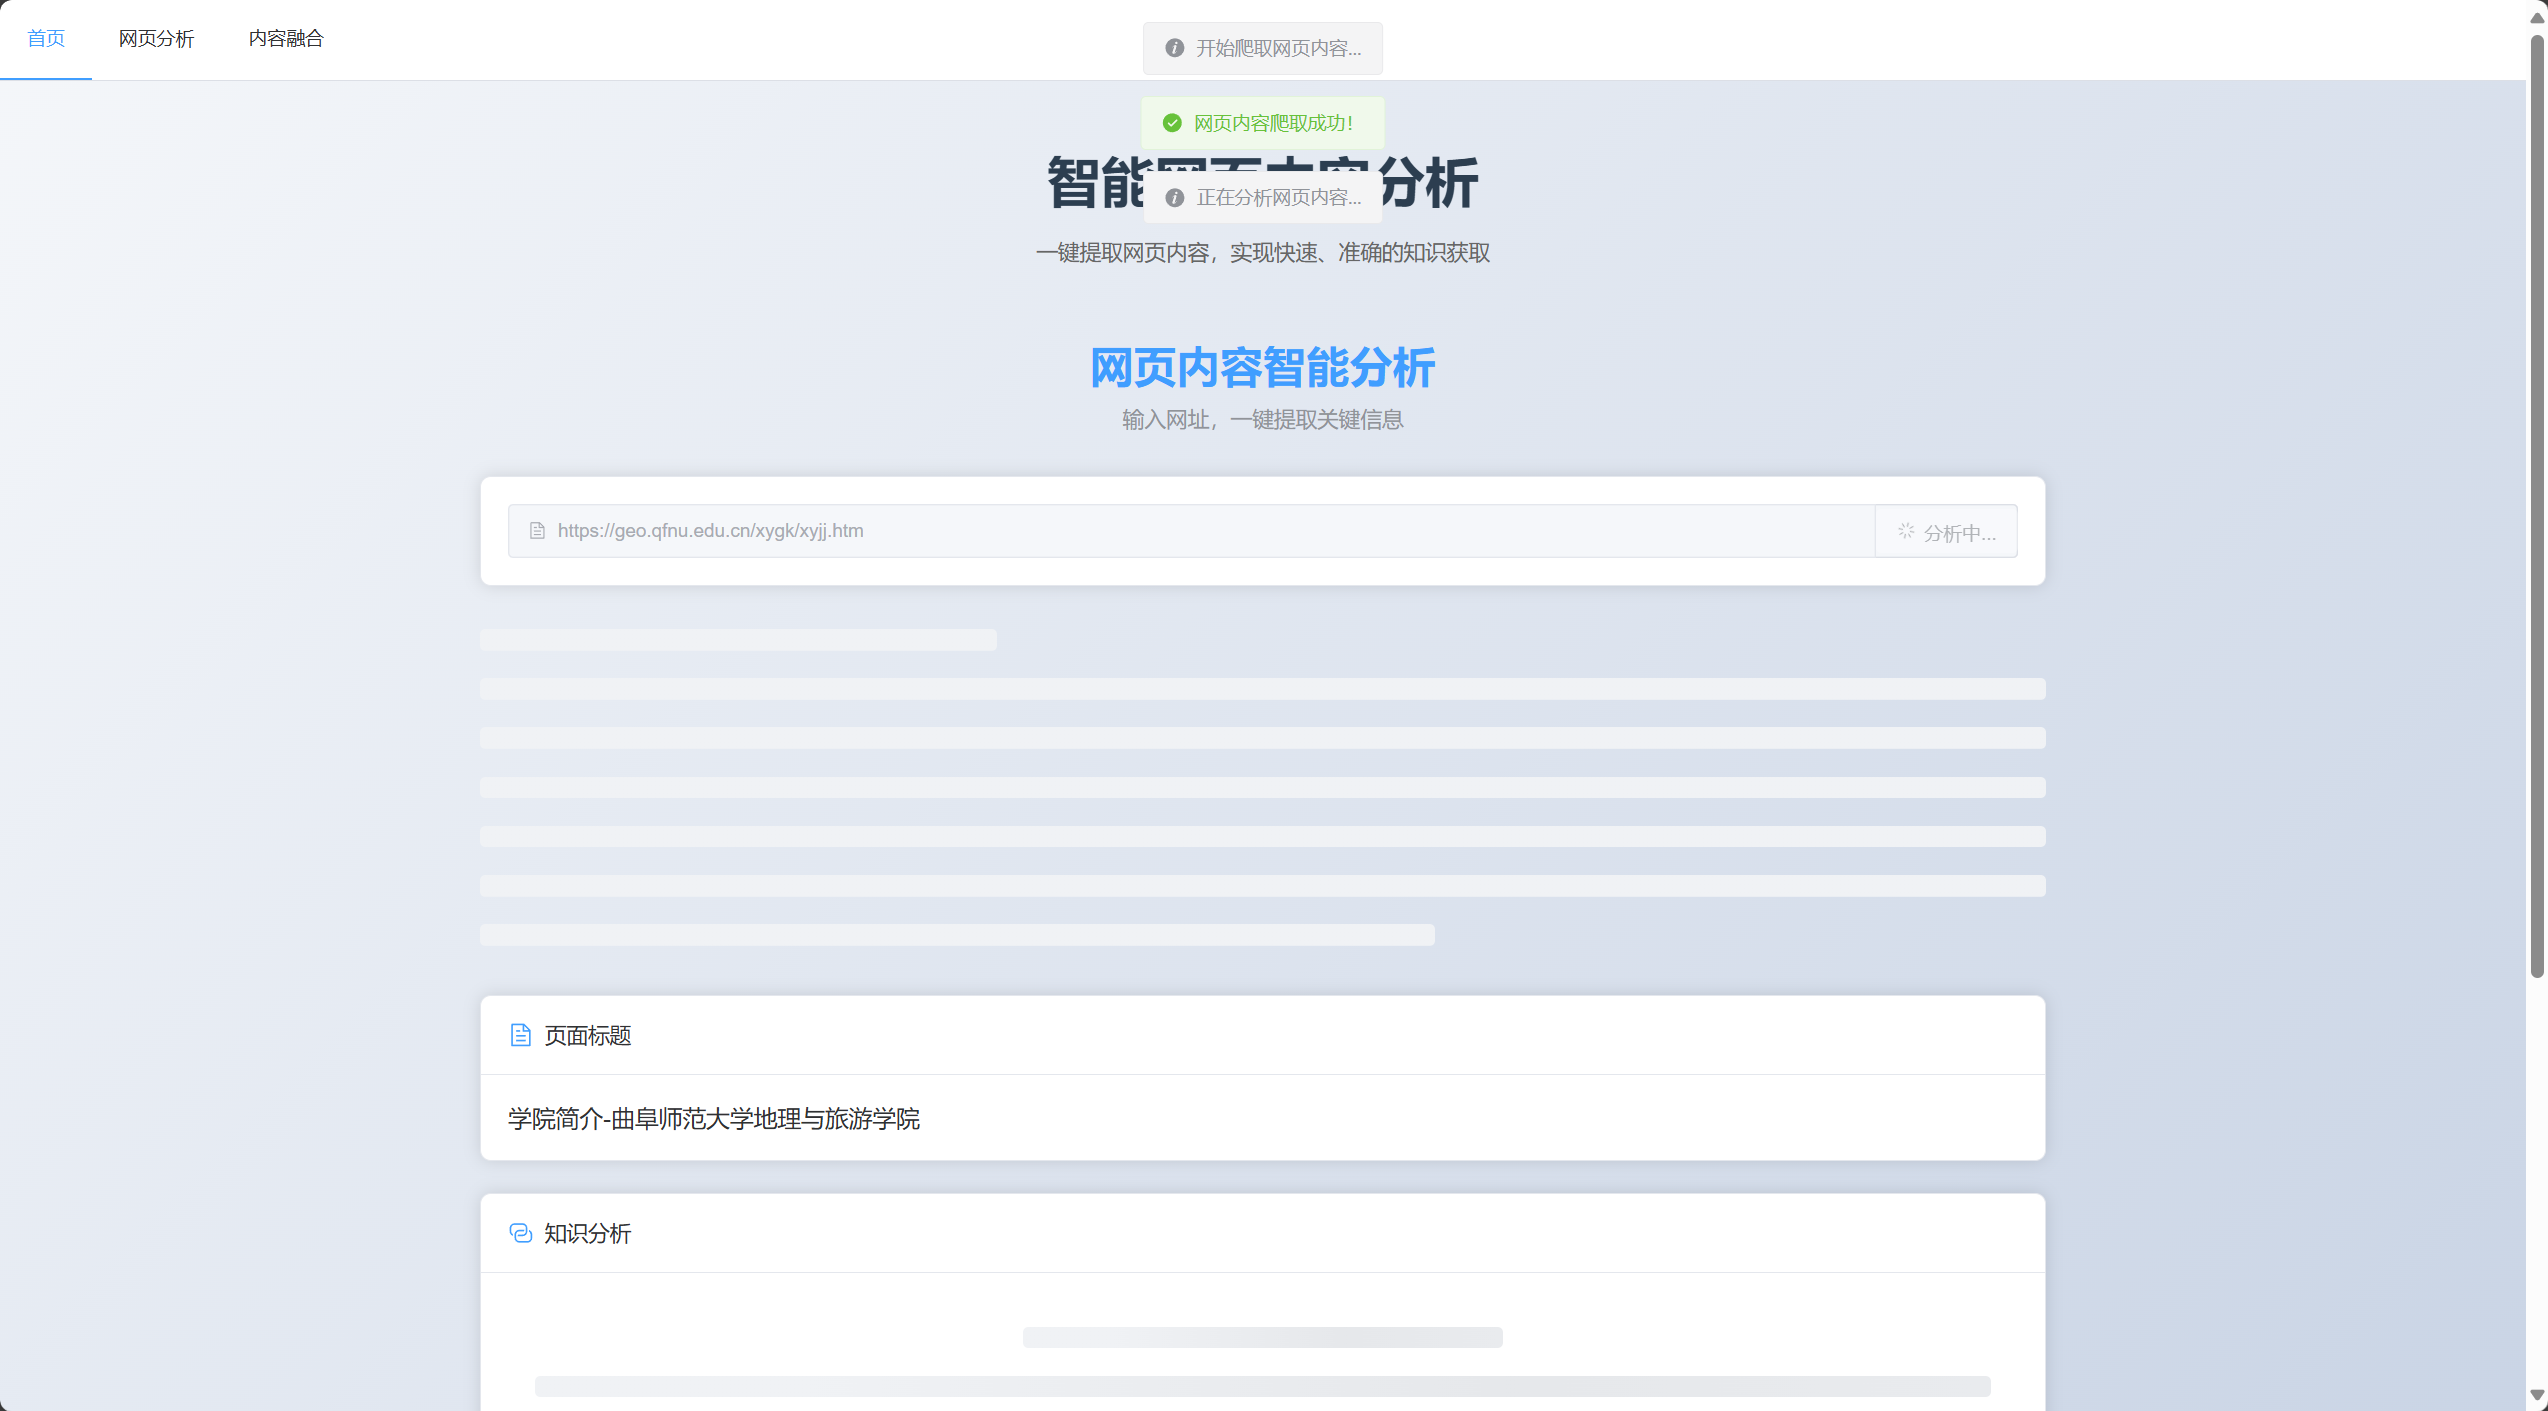 首页 网页分析 内容融合
开始爬取网页内容...
网页内容爬取成功！
智能网页内容分析
正在分析网页内容...
一键提取网页内容，实现快速、准确的知识获取
网页内容智能分析
输入网址，一键提取关键信息
https://geo.qfnu.edu.cn/xygk/xyjj.htm 分析中...
页面标题
学院简介-曲阜师范大学地理与旅游学院
知识分析